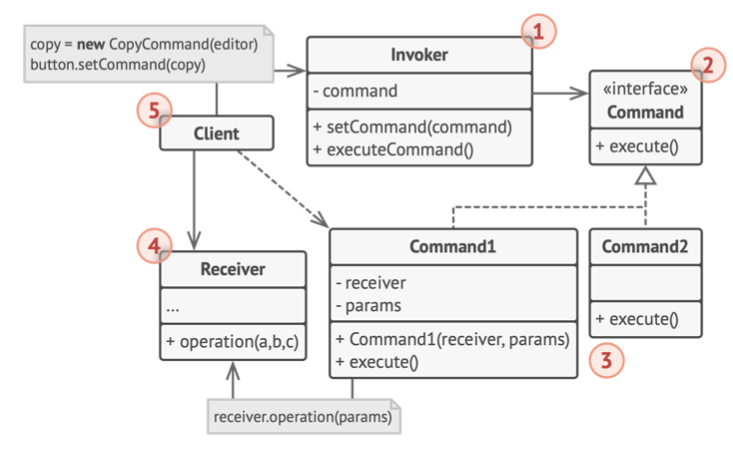 copy = new CopyCommand(editor)
button.setCommand(copy)
1
Invoker
- command
+ setCommand(command)
+ executeCommand()
2
«interface»
Command
+ execute()
5
Client
4
Receiver
...
+ operation(a,b,c)
Command1
- receiver
- params
+ Command1(receiver, params)
+ execute()
Command2
+ execute()
3
receiver.operation(params)